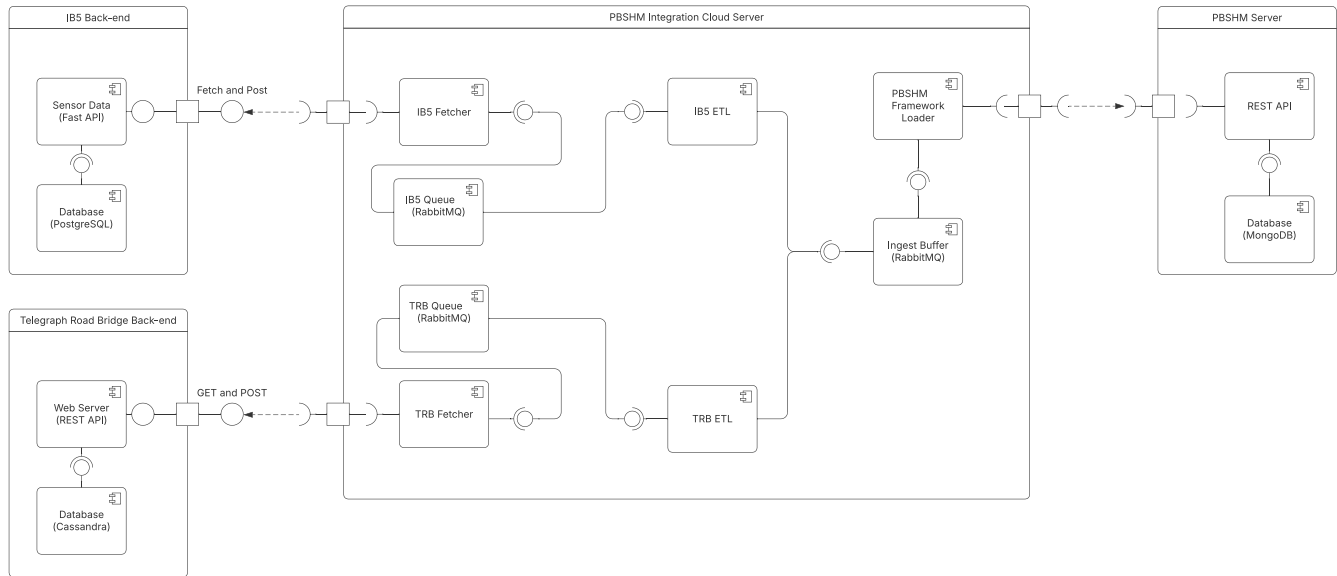 IB5 Back-end
PBSHM Integration Cloud Server
PBSHM Server
Sensor Data
(Fast API)
Fetch and Post
IB5 Fetcher
IB5 ETL
PBSHM
Framework
Loader
REST API
Database
(PostgreSQL)
IB5 Queue
(RabbitMQ)
Ingest Buffer
(RabbitMQ)
Database
(MongoDB)
Telegraph Road Bridge Back-end
TRB Queue
(RabbitMQ)
GET and POST
Web Server
(REST API)
TRB Fetcher
TRB ETL
Database
(Cassandra)